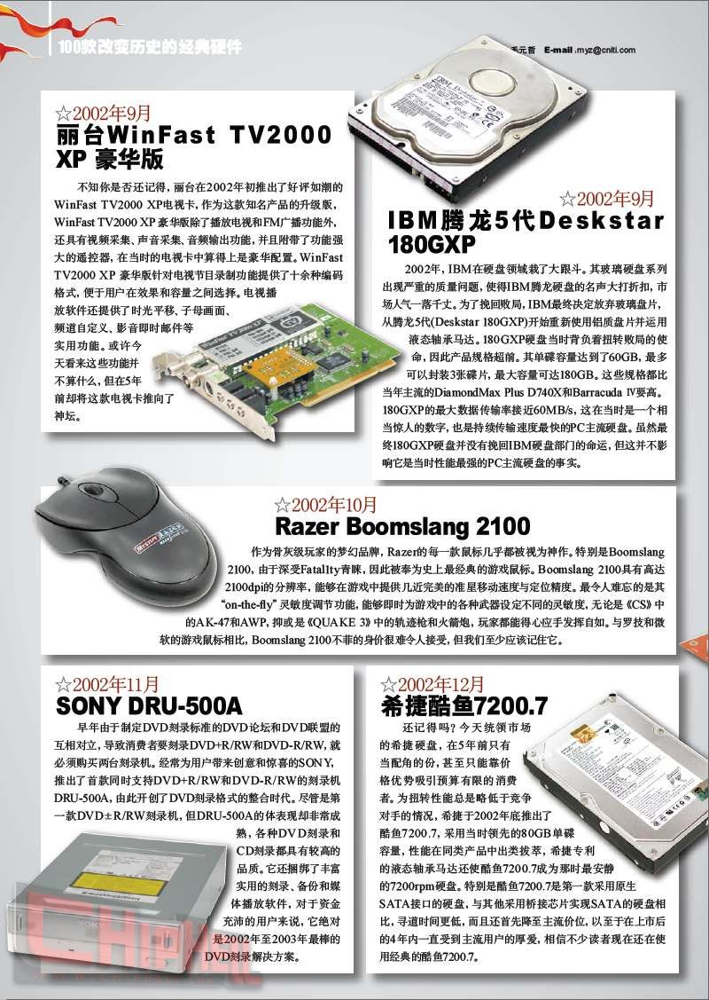 100款改变历史的经典硬件
毛元哲 E-mail:myz@cniti.com
☆2002年9月
丽台WinFast TV2000
XP 豪华版
不知你是否还记得，丽台在2002年初推出了好评如潮的
WinFast TV2000 XP电视卡，作为这款知名产品的升级版，
WinFast TV2000 XP 豪华版除了播放电视和FM广播功能外，
还具有视频采集、声音采集、音频输出功能，并且附带了功能强
大的遥控器，在当时的电视卡中算得上是豪华配置。WinFast
TV2000 XP 豪华版针对电视节目录制功能提供了十余种编码
格式，便于用户在效果和容量之间选择。电视播
放软件还提供了时光平移、子母画面、
频道自定义、影音即时邮件等
实用功能。或许今
天看来这些功能并
不算什么，但在5年
前却将这款电视卡推向了
神坛。
WinFast TV 2000 XP
IBM Deskstar
☆2002年9月
IBM腾龙5代Deskstar
180GXP
2002年，IBM在硬盘领域栽了大跟斗。其玻璃硬盘系列
出现严重的质量问题，使得IBM腾龙硬盘的名声大打折扣，市
场人气一落千丈。为了挽回败局，IBM最终决定放弃玻璃盘片，
从腾龙5代(Deskstar 180GXP)开始重新使用铝质盘片并运用
液态轴承马达。180GXP硬盘当时背负着扭转败局的使
命，因此产品规格超前。其单碟容量达到了60GB，最多
可以封装3张碟片，最大容量可达180GB。这些规格都比
当年主流的DiamondMax Plus D740X和Barracuda Ⅳ要高。
180GXP的最大数据传输率接近60MB/s，这在当时是一个相
当惊人的数字，也是持续传输速度最快的PC主流硬盘。虽然最
终180GXP硬盘并没有挽回IBM硬盘部门的命运，但这并不影
响它是当时性能最强的PC主流硬盘的事实。
☆2002年10月
Razer Boomslang 2100
作为骨灰级玩家的梦幻品牌，Razer的每一款鼠标几乎都被视为神作。特别是Boomslang
2100，由于深受Fatal1ty青睐，因此被奉为史上最经典的游戏鼠标。Boomslang 2100具有高达
2100dpi的分辨率，能够在游戏中提供几近完美的准星移动速度与定位精度。最令人难忘的是其
“on-the-fly”灵敏度调节功能，能够即时为游戏中的各种武器设定不同的灵敏度，无论是《CS》中
的AK-47和AWP，抑或是《QUAKE 3》中的轨迹枪和火箭炮，玩家都能得心应手发挥自如。与罗技和微
软的游戏鼠标相比，Boomslang 2100不菲的身价很难令人接受，但我们至少应该记住它。
☆2002年11月
SONY DRU-500A
早年由于制定DVD刻录标准的DVD论坛和DVD联盟的
互相对立，导致消费者要刻录DVD+R/RW和DVD-R/RW，就
必须购买两台刻录机。经常为用户带来创意和惊喜的SONY，
推出了首款同时支持DVD+R/RW和DVD-R/RW的刻录机
DRU-500A，由此开创了DVD刻录格式的整合时代。尽管是第
一款DVD±R/RW刻录机，但DRU-500A的体表现却非常成
熟，各种DVD刻录和
CD刻录都具有较高的
品质。它还捆绑了丰富
实用的刻录、备份和媒
体播放软件，对于资金
充沛的用户来说，它绝对
是2002年至2003年最棒的
DVD刻录解决方案。
SONY
☆2002年12月
希捷酷鱼7200.7
还记得吗？今天统领市场
的希捷硬盘，在5年前只有
当配角的份，甚至只能靠价
格优势吸引预算有限的消费
者。为扭转性能总是略低于竞争
对手的情况，希捷于2002年底推出了
酷鱼7200.7，采用当时领先的80GB单碟
容量，性能在同类产品中出类拔萃，希捷专利
的液态轴承马达还使酷鱼7200.7成为那时最安静
的7200rpm硬盘。特别是酷鱼7200.7是第一款采用原生
SATA接口的硬盘，与其他采用桥接芯片实现SATA的硬盘相
比，寻道时间更低，而且还首先降至主流价位，以至于在上市后
的4年内一直受到主流用户的厚爱，相信不少读者现在还在使
用经典的酷鱼7200.7。